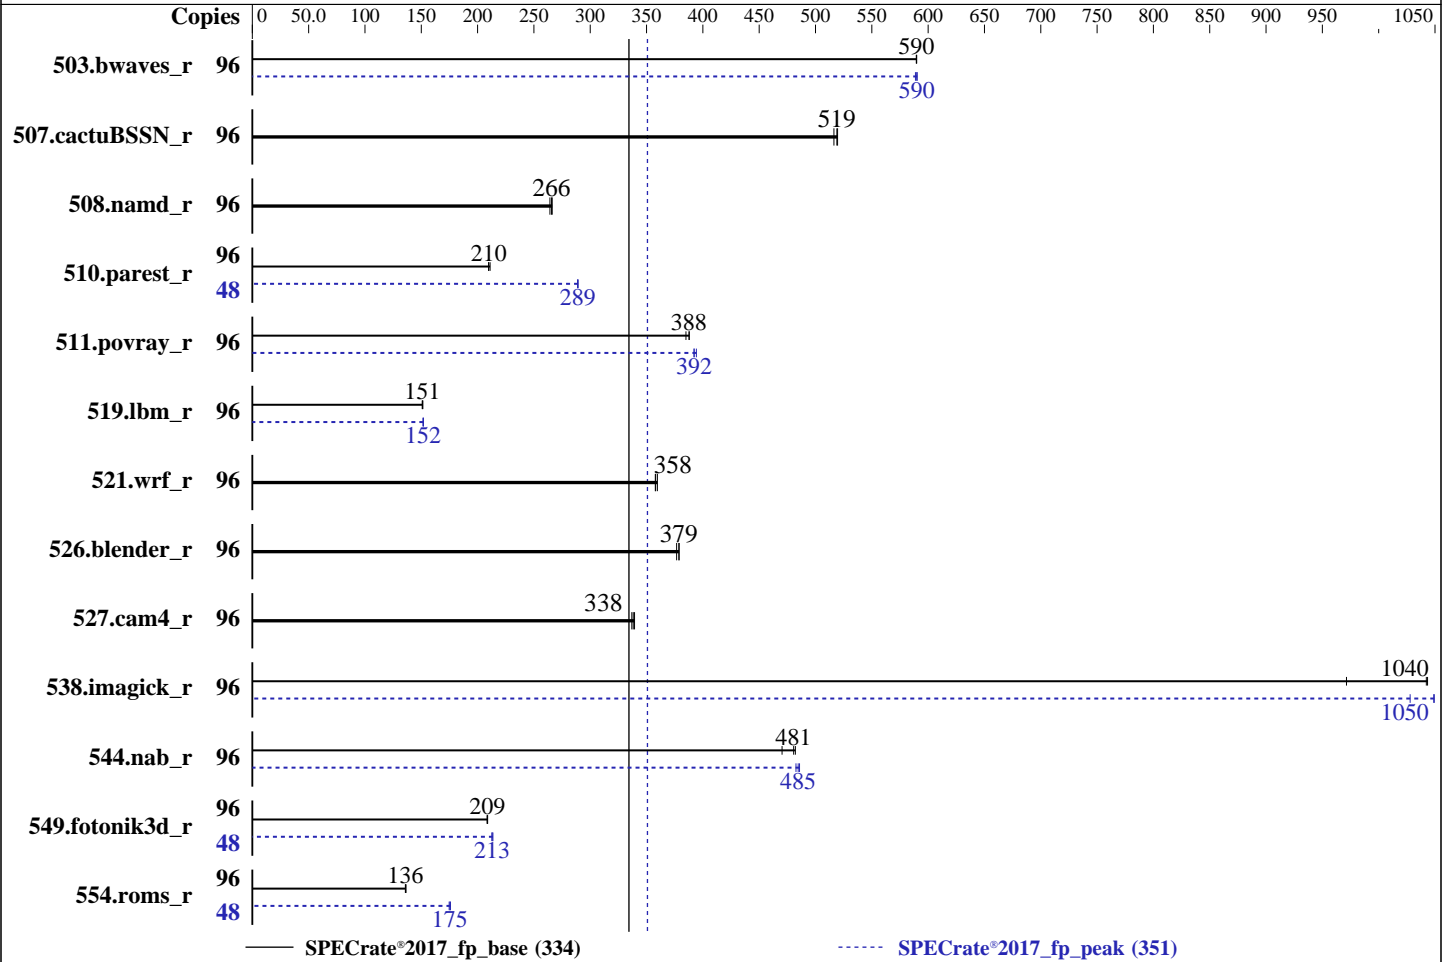 Copies 0 50.0 100 150 200 250 300 350 400 450 500 550 600 650 700 750 800 850 900 950 1050
503.bwaves_r 96 590
590
507.cactuBSSN_r 96 519
508.namd_r 96 266
96 210
510.parest_r
48 289
511.povray_r 96 388
392
519.lbm_r 96 151
152
521.wrf_r 96 358
526.blender_r 96 379
527.cam4_r 96 338
538.imagick_r 96 1040
1050
544.nab_r 96 481
485
96 209
549.fotonik3d_r
48 213
96 136
554.roms_r
48 175
SPECrate®2017_fp_base (334) SPECrate®2017_fp_peak (351)